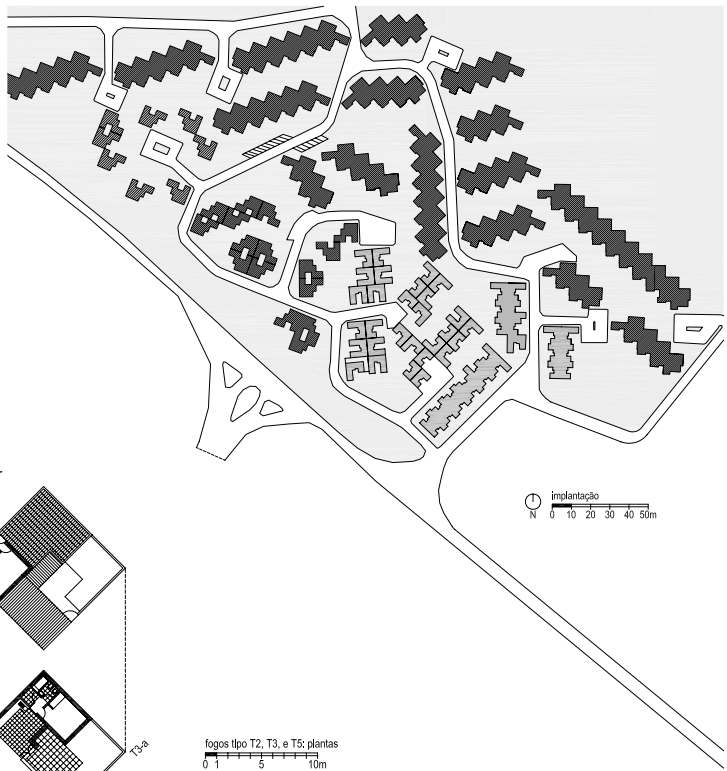 implantação
N 0 10 20 30 40 50m
T3-a
fogos tipo T2, T3, e T5: plantas
0 1 5 10m